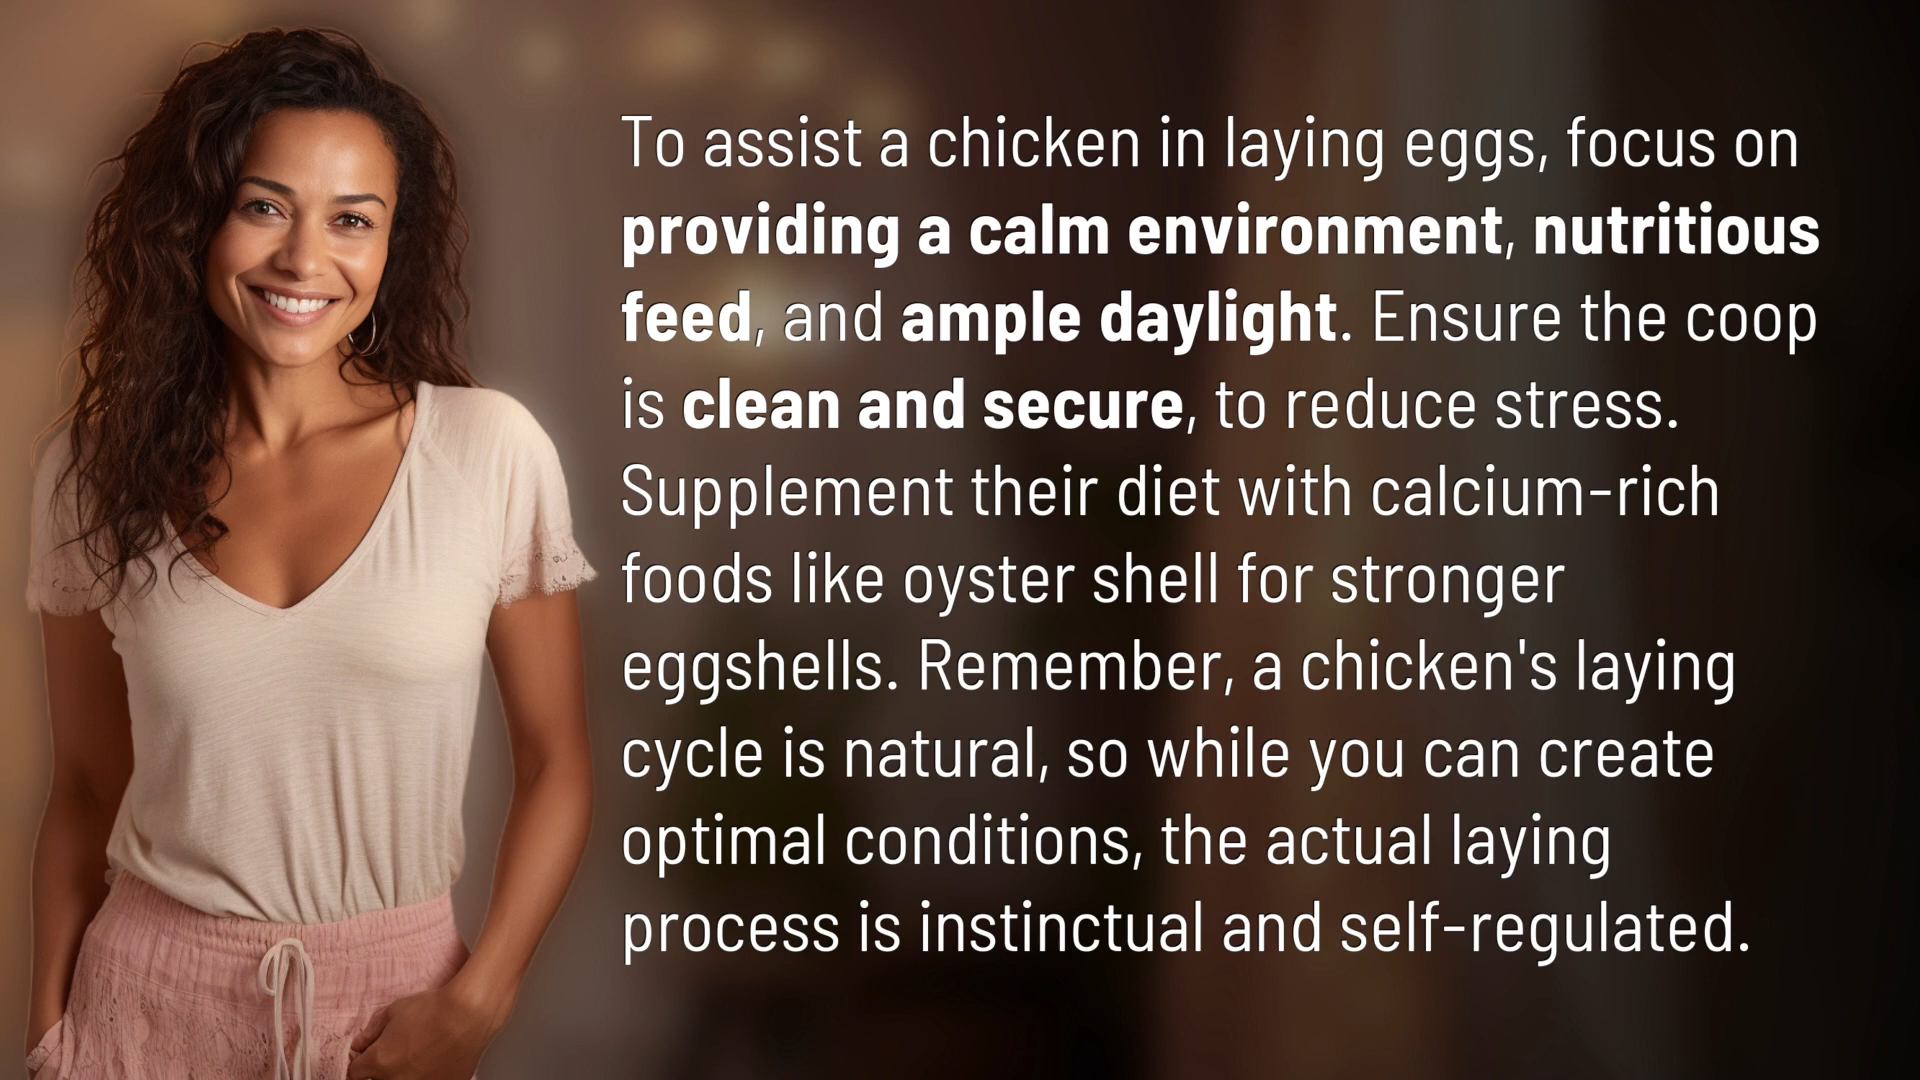 To assist a chicken in laying eggs, focus on
providing a calm environment, nutritious
feed, and ample daylight. Ensure the coop
is clean and secure, to reduce stress.
Supplement their diet with calcium-rich
foods like oyster shell for stronger
eggshells. Remember, a chicken's laying
cycle is natural, so while you can create
optimal conditions, the actual laying
process is instinctual and self-regulated.